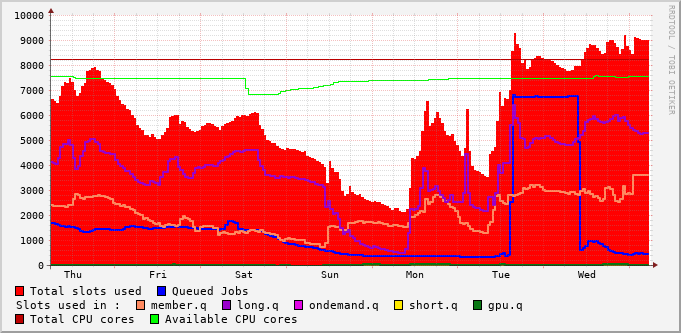 10000
9000
8000
7000
6000
5000
4000
3000
2000
1000
0
Thu Fri Sat Sun Mon Tue Wed
RRDTOOL / TOBI OETIKER
Total slots used Queued Jobs
Slots used in : member.q long.q ondemand.q short.q gpu.q
Total CPU cores Available CPU cores